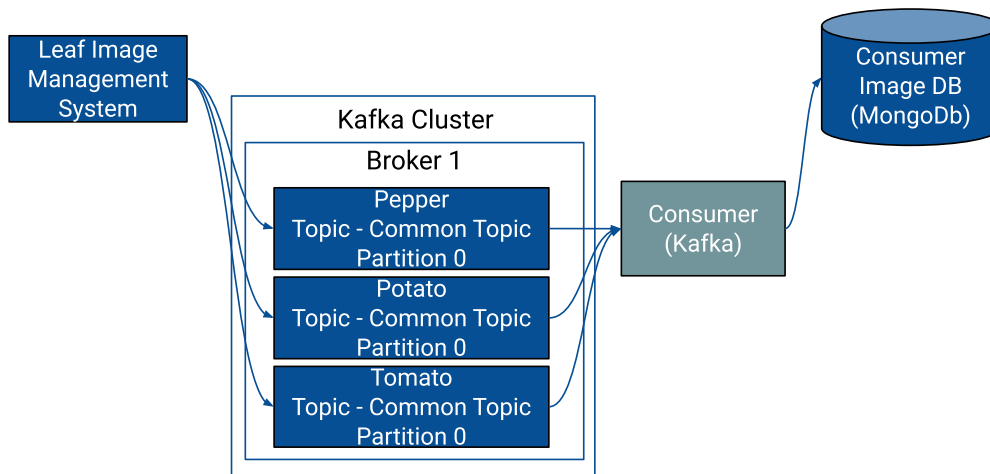 Leaf Image
Management
System
Kafka Cluster
Broker 1
Pepper
Topic - Common Topic
Partition 0
Potato
Topic - Common Topic
Partition 0
Tomato
Topic - Common Topic
Partition 0
Consumer
(Kafka)
Consumer
Image DB
(MongoDb)